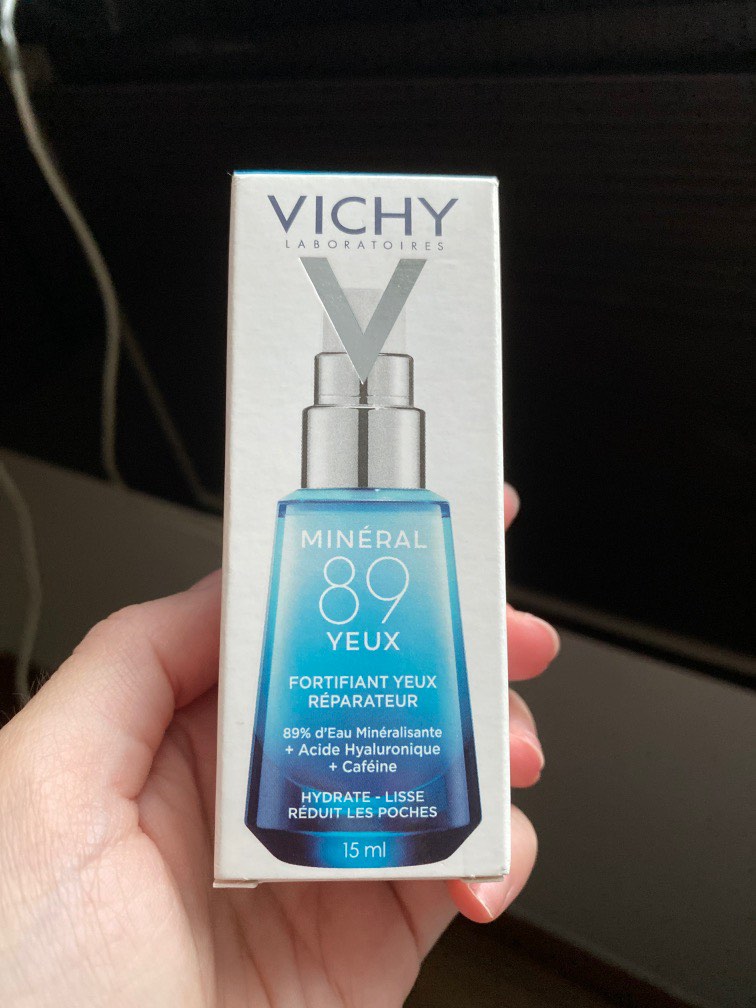 VICHY
LABORATOIRES
MINÉRAL
89
YEUX
FORTIFIANT YEUX
RÉPARATEUR
89% d'Eau Minéralisante
+ Acide Hyaluronique
+ Caféine
HYDRATE - LISSE
RÉDUIT LES POCHES
15 ml